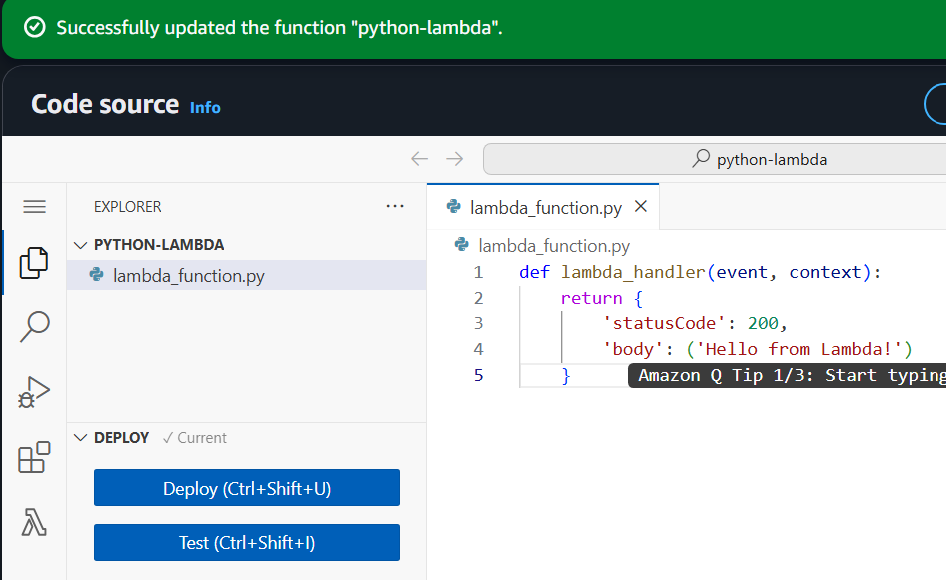 Successfully updated the function "python-lambda".
Code source Info
python-lambda
EXPLORER
lambda_function.py
PYTHON-LAMBDA
lambda_function.py
lambda_function.py
1 def lambda_handler(event, context):
2 return {
3 'statusCode': 200,
4 'body': ('Hello from Lambda!')
5 } Amazon Q Tip 1/3: Start typing
DEPLOY ✓ Current
Deploy (Ctrl+Shift+U)
Test (Ctrl+Shift+I)